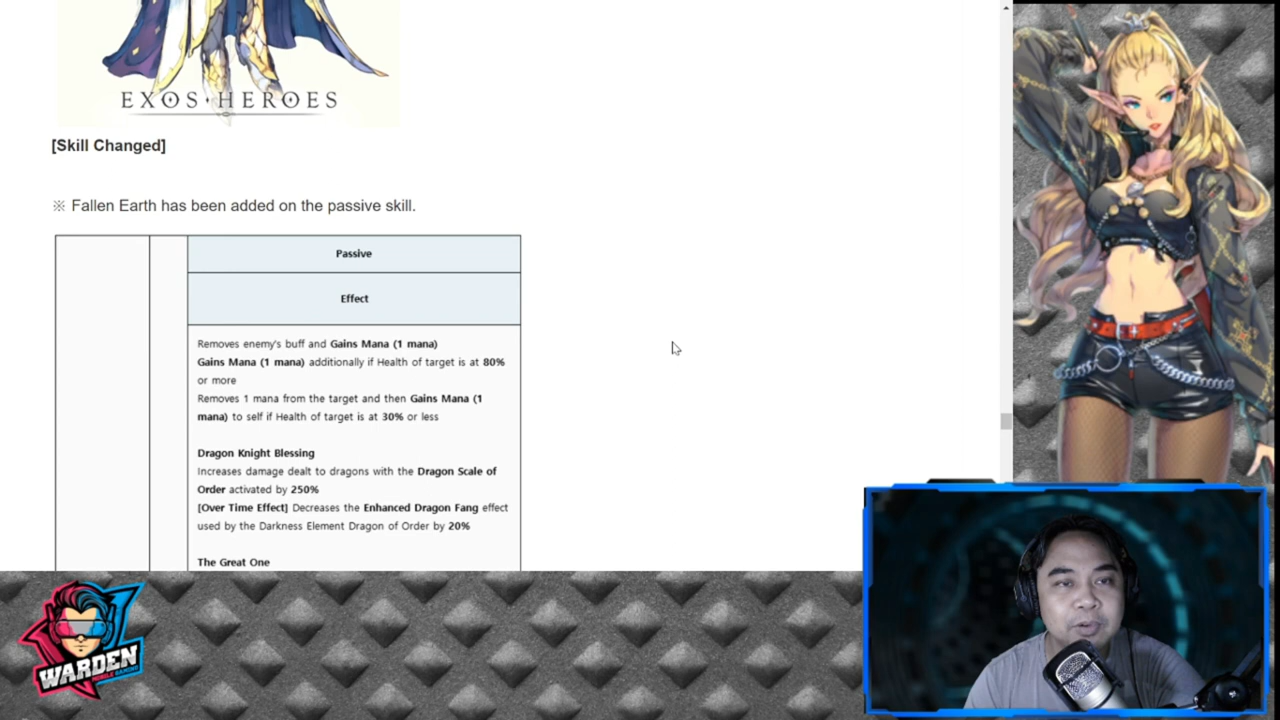 EXOS HEROES
[Skill Changed]
※ Fallen Earth has been added on the passive skill.
Passive
Effect
Removes enemy's buff and Gains Mana (1 mana)
Gains Mana (1 mana) additionally if Health of target is at 80%
or more
Removes 1 mana from the target and then Gains Mana (1
mana) to self if Health of target is at 30% or less
Dragon Knight Blessing
Increases damage dealt to dragons with the Dragon Scale of
Order activated by 250%
[Over Time Effect] Decreases the Enhanced Dragon Fang effect
used by the Darkness Element Dragon of Order by 20%
The Great One
WARDEN
MOBILE GAMING